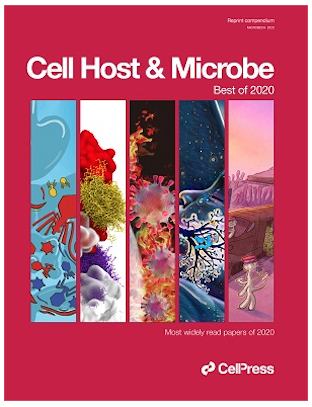 Reprint compendium
Cell Host & Microbe
Best of 2020
Most widely read papers of 2020
CellPress